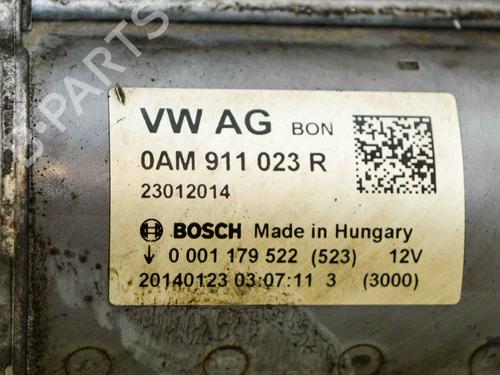 VW AG BON
0AM 911 023 R
23012014
BOSCH Made in Hungary
↓ 0 001 179 522 (523) 12V
20140123 03:07:11 3 (3000)
B-PARTS